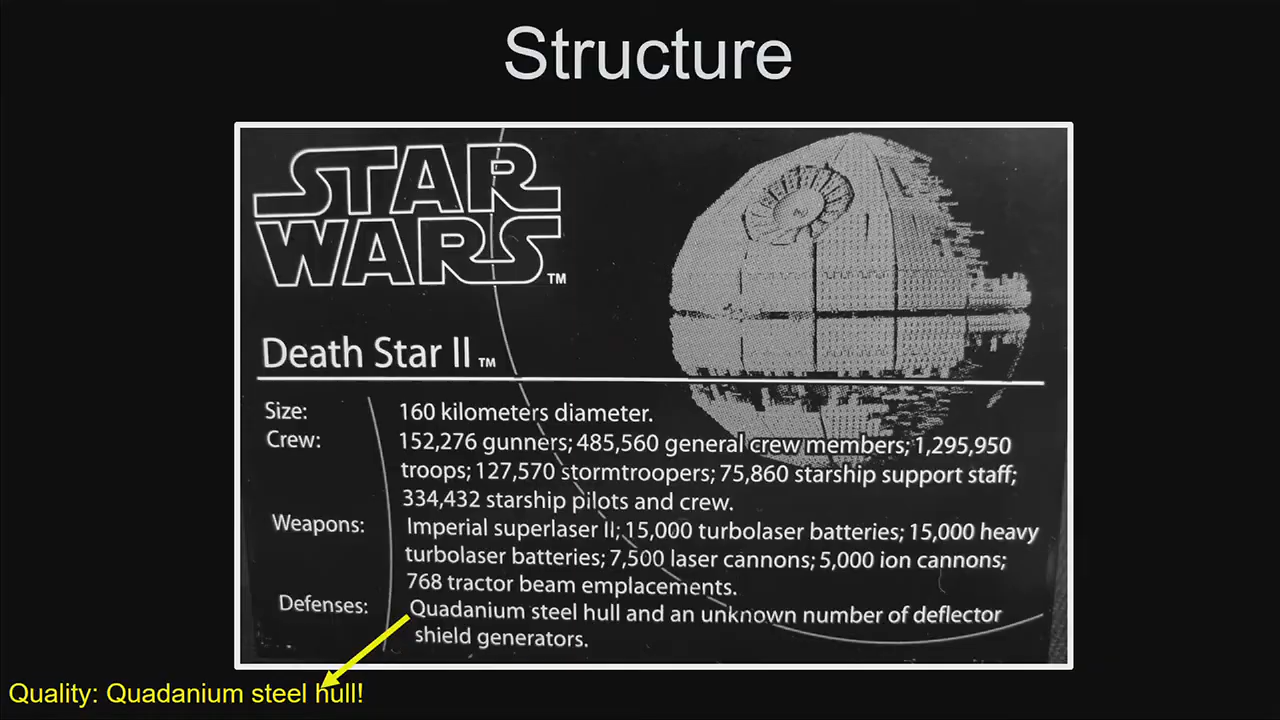 Structure
STAR
WARS™
Death Star II™
Size: 160 kilometers diameter.
Crew: 152,276 gunners; 485,560 general crew members; 1,295,950
troops; 127,570 stormtroopers; 75,860 starship support staff;
334,432 starship pilots and crew.
Weapons: Imperial superlaser II; 15,000 turbolaser batteries; 15,000 heavy
turbolaser batteries; 7,500 laser cannons; 5,000 ion cannons;
768 tractor beam emplacements.
Defenses: Quadanium steel hull and an unknown number of deflector
shield generators.
Quality: Quadanium steel hull!